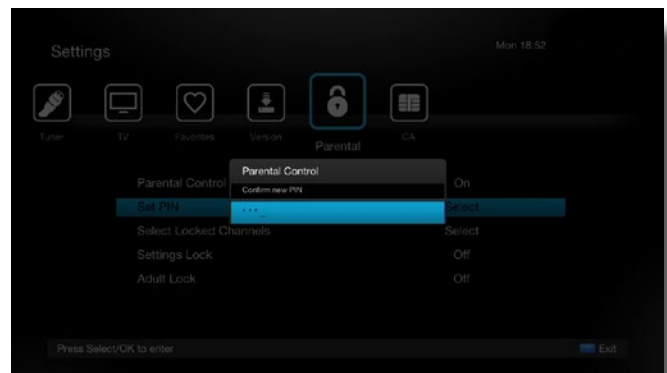 Settings
Mon 18.52
Tuner TV Favorites Version Parental CA
Parental Control On
Parental Control
Confirm new PIN
Set PIN Select
* * * _
Select Locked Channels Select
Settings Lock Off
Adult Lock Off
Press Select/OK to enter Exit